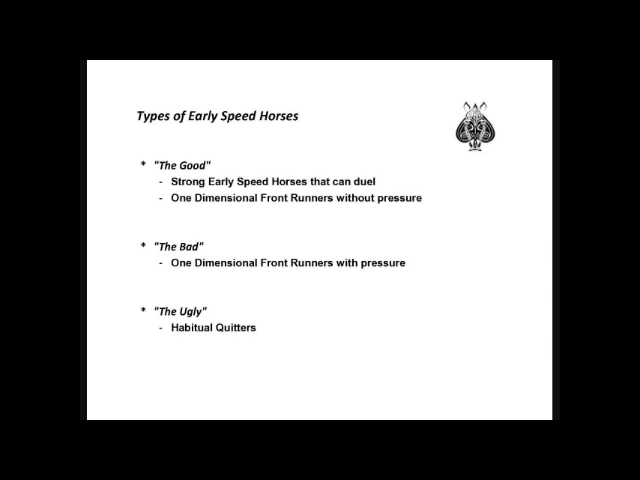 Types of Early Speed Horses
* "The Good"
- Strong Early Speed Horses that can duel
- One Dimensional Front Runners without pressure
* "The Bad"
- One Dimensional Front Runners with pressure
* "The Ugly"
- Habitual Quitters